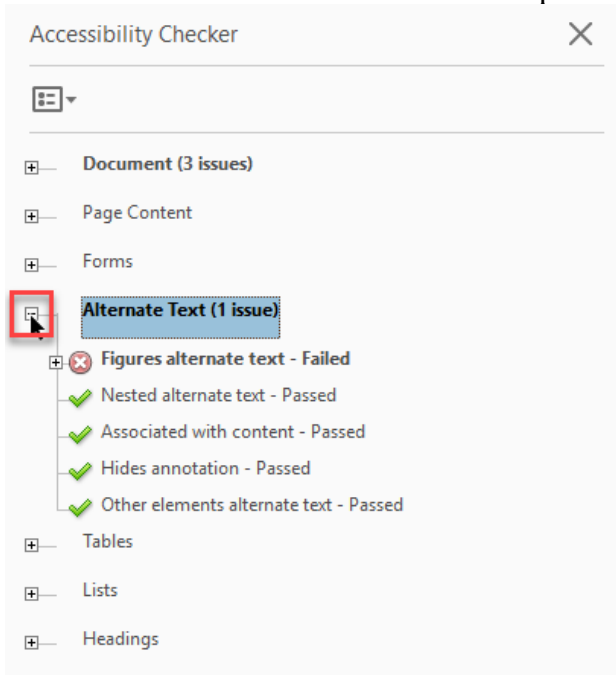 Accessibility Checker
Document (3 issues)
Page Content
Forms
Alternate Text (1 issue)
Figures alternate text - Failed
Nested alternate text - Passed
Associated with content - Passed
Hides annotation - Passed
Other elements alternate text - Passed
Tables
Lists
Headings